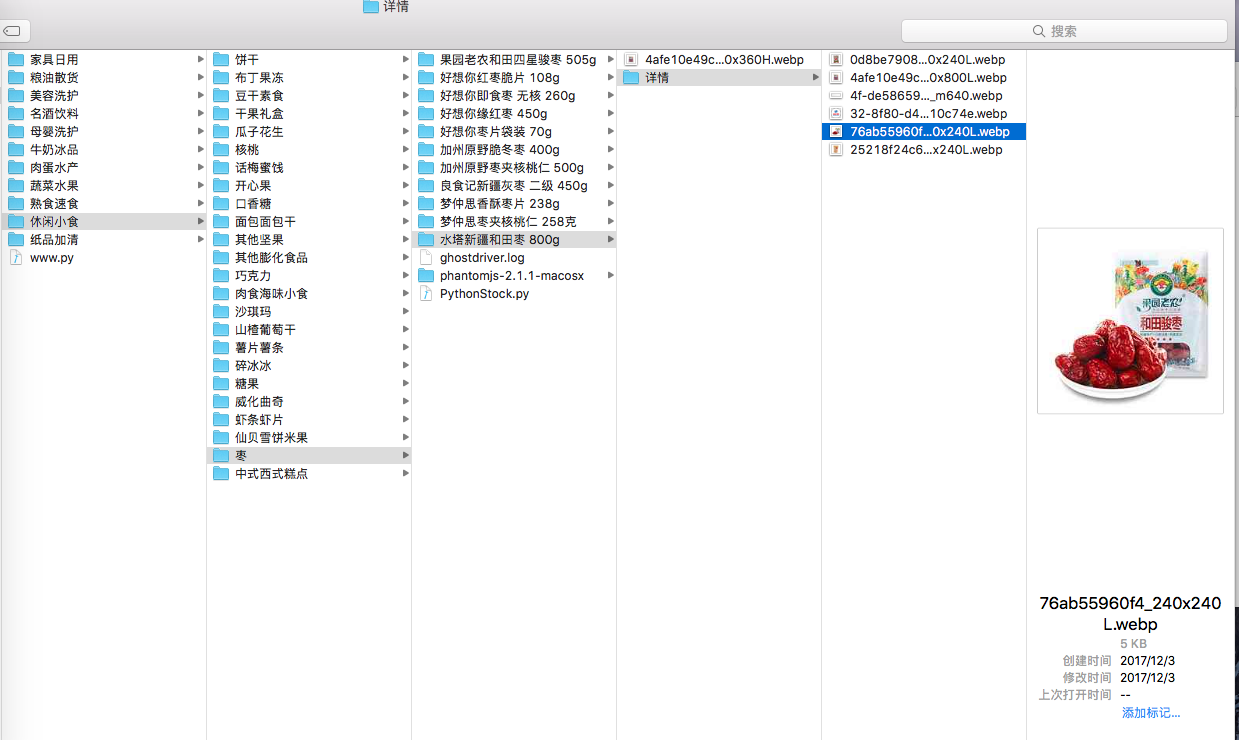 详情
搜索
家具日用
粮油散货
美容洗护
名酒饮料
母婴洗护
牛奶冰品
肉蛋水产
蔬菜水果
熟食速食
休闲小食
纸品加清
www.py
饼干
布丁果冻
豆干素食
干果礼盒
瓜子花生
核桃
话梅蜜饯
开心果
口香糖
面包面包干
其他坚果
其他膨化食品
巧克力
肉食海味小食
沙琪玛
山楂葡萄干
薯片薯条
碎冰冰
糖果
威化曲奇
虾条虾片
仙贝雪饼米果
枣
中式西式糕点
果园老农和田四星骏枣 505g
好想你红枣脆片 108g
好想你即食枣 无核 260g
好想你缘红枣 450g
好想你枣片袋装 70g
加州原野脆冬枣 400g
加州原野枣夹核桃仁 500g
良食记新疆灰枣 二级 450g
梦仲思香酥枣片 238g
梦仲思枣夹核桃仁 258克
水塔新疆和田枣 800g
ghostdriver.log
phantomjs-2.1.1-macosx
PythonStock.py
4afe10e49c...0x360H.webp
详情
0d8be7908...0x240L.webp
4afe10e49c...0x800L.webp
4f-de58659..._m640.webp
32-8f80-d4...10c74e.webp
76ab55960f...0x240L.webp
25218f24c6...x240L.webp
果园老农
和田骏枣
76ab55960f4_240x240
L.webp
5 KB
创建时间 2017/12/3
修改时间 2017/12/3
上次打开时间 --
添加标记...